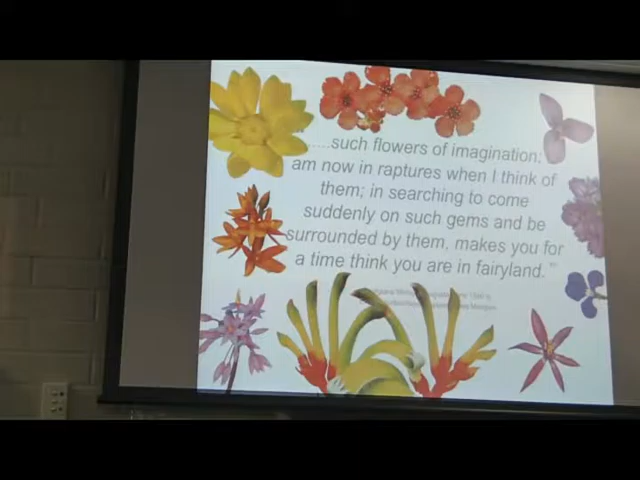 .....such flowers of imagination:
am now in raptures when I think of
them; in searching to come
suddenly on such gems and be
surrounded by them, makes you for
a time think you are in fairyland."